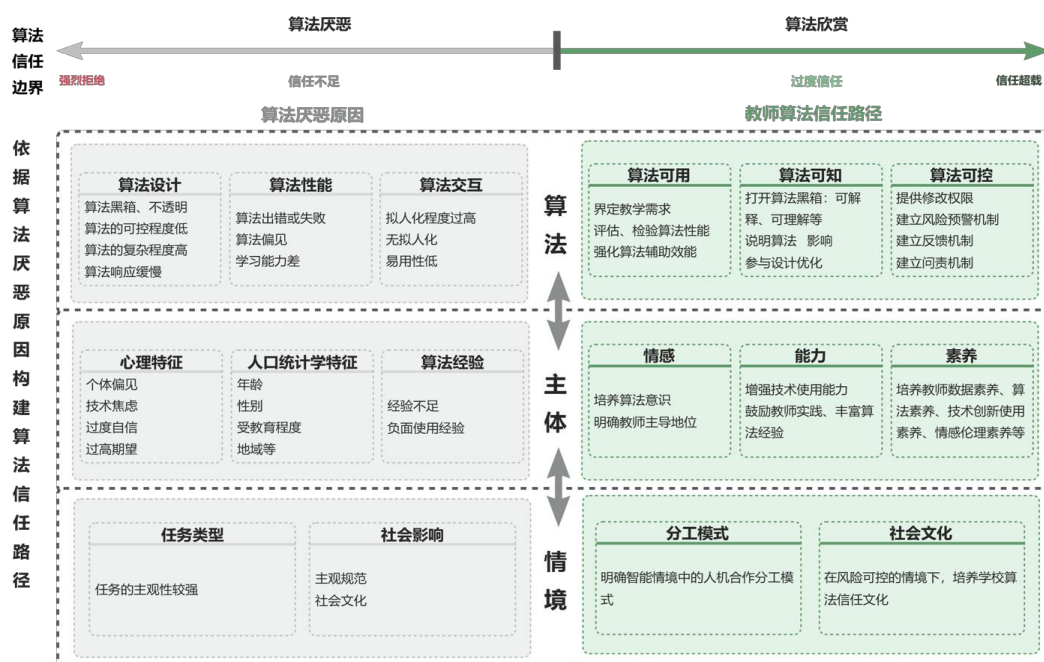 算法厌恶
算法欣赏
算法
信任
边界
强烈拒绝
信任不足
过度信任
信任超载
算法厌恶原因
教师算法信任路径
依据算法厌恶原因构建算法信任路径
算法设计
算法黑箱、不透明
算法的可控程度低
算法的复杂程度高
算法响应缓慢
算法性能
算法出错或失败
算法偏见
学习能力差
算法交互
拟人化程度过高
无拟人化
易用性低
算法
算法可用
界定教学需求
评估、检验算法性能
强化算法辅助效能
算法可知
打开算法黑箱:可解
释、可理解等
说明算法 影响
参与设计优化
算法可控
提供修改权限
建立风险预警机制
建立反馈机制
建立问责机制
心理特征
个体偏见
技术焦虑
过度自信
过高期望
人口统计学特征
年龄
性别
受教育程度
地域等
算法经验
经验不足
负面使用经验
主体
情感
培养算法意识
明确教师主导地位
能力
增强技术使用能力
鼓励教师实践、丰富算
法经验
素养
培养教师数据素养、算
法素养、技术创新使用
素养、情感伦理素养等
任务类型
任务的主观性较强
社会影响
主观规范
社会文化
情境
分工模式
明确智能情境中的人机合作分工模
式
社会文化
在风险可控的情境下，培养学校算
法信任文化